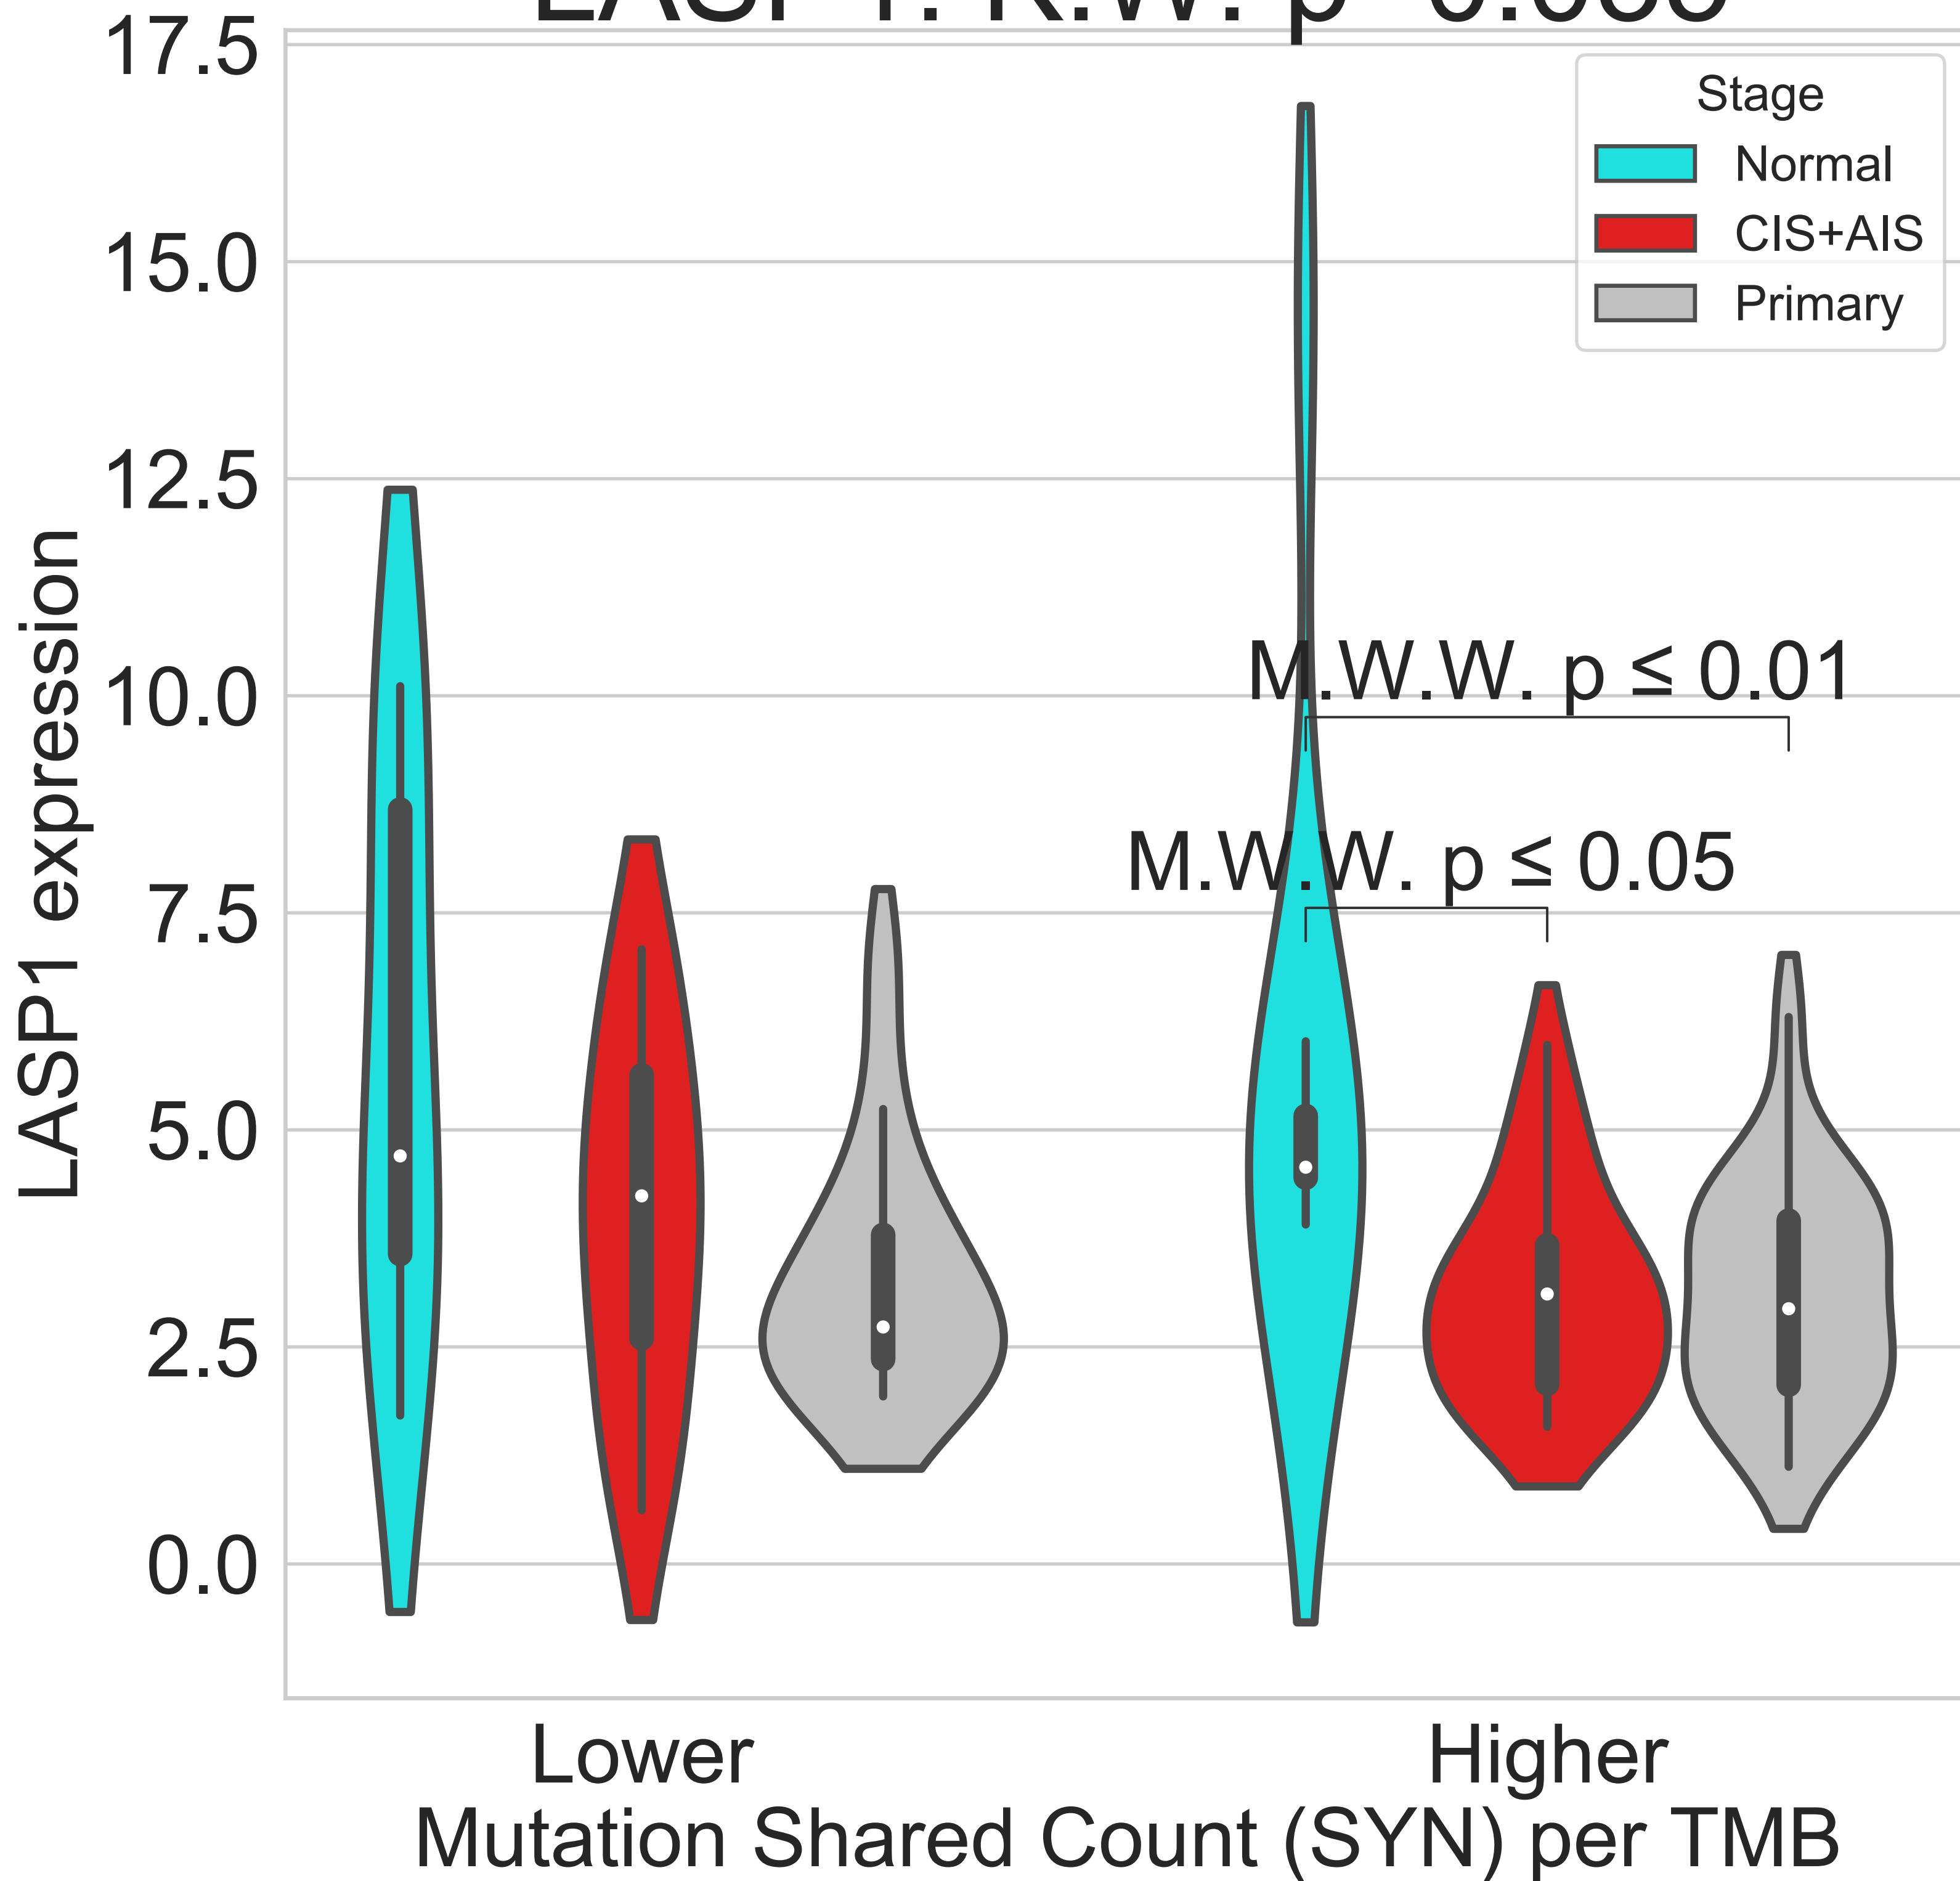 17.5
15.0
12.5
10.0
7.5
5.0
2.5
0.0
LASP1 expression
Stage
Normal
CIS+AIS
Primary
M.W.W. p ≤ 0.01
M.W.W. p ≤ 0.05
Lower
Higher
Mutation Shared Count (SYN) per TMB